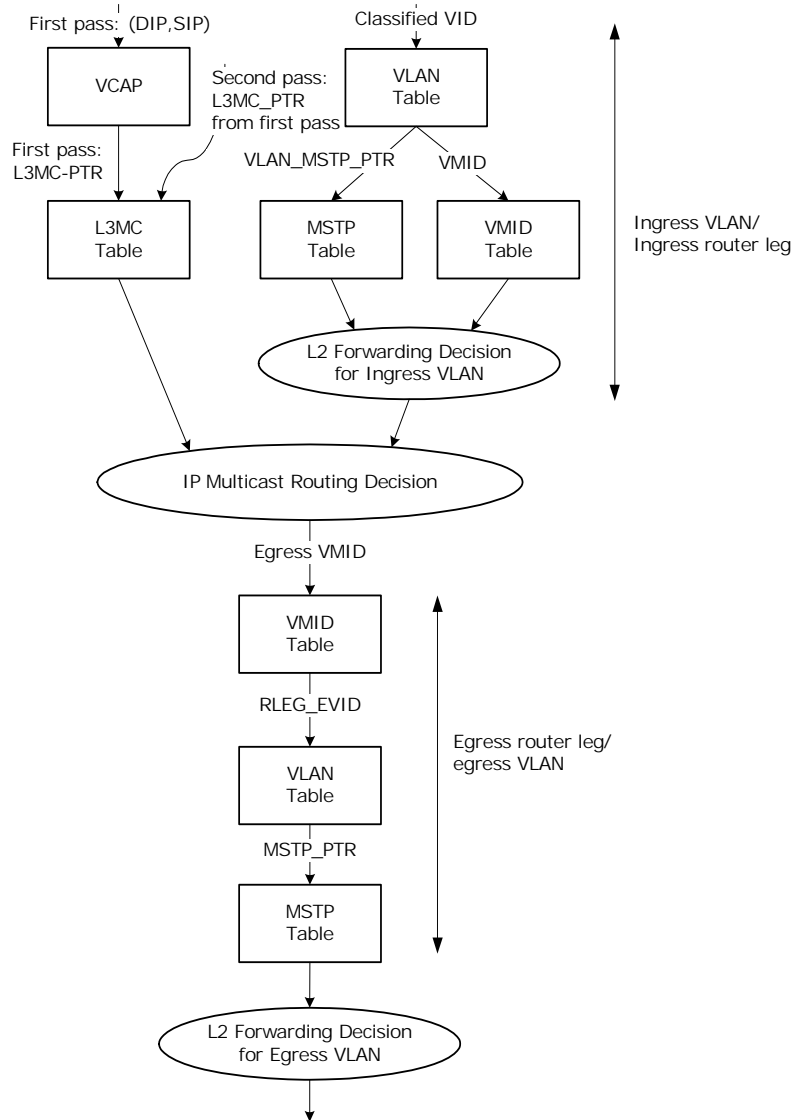 First pass: (DIP,SIP)
Classified VID
VCAP
Second pass:
L3MC_PTR
from first pass
VLAN
Table
First pass:
L3MC-PTR
VLAN_MSTP_PTR
VMID
L3MC
Table
MSTP
Table
VMID
Table
Ingress VLAN/
Ingress router leg
L2 Forwarding Decision
for Ingress VLAN
IP Multicast Routing Decision
Egress VMID
VMID
Table
RLEG_EVID
VLAN
Table
Egress router leg/
egress VLAN
MSTP_PTR
MSTP
Table
L2 Forwarding Decision
for Egress VLAN